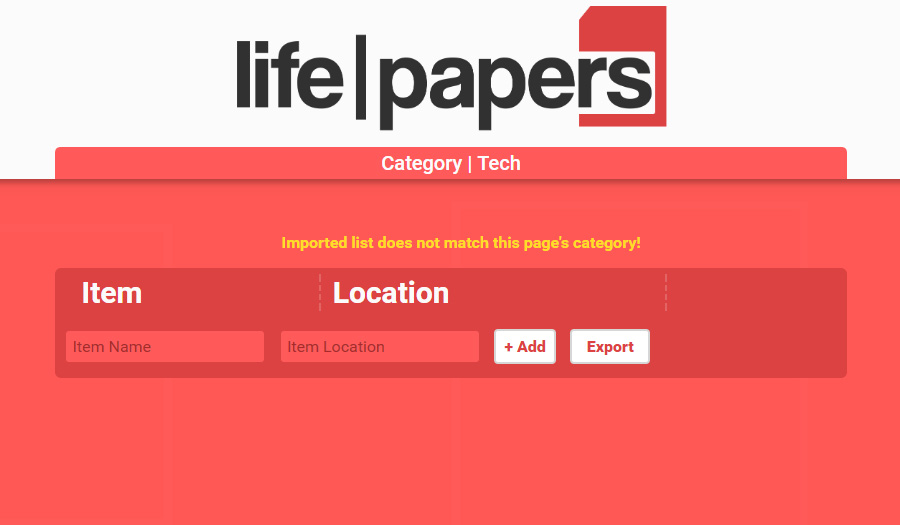 life|papers
Category | Tech
Imported list does not match this page's category!
Item Location
Item Name Item Location + Add Export